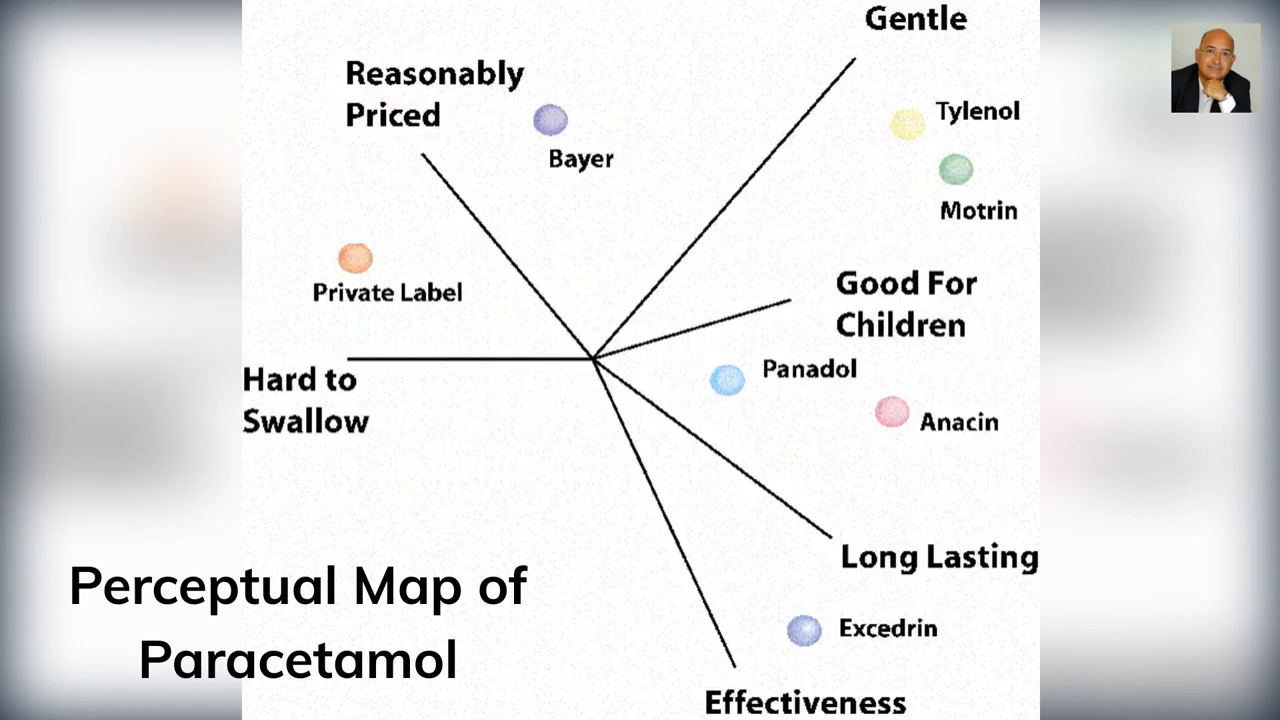 Gentle
Reasonably
Priced
Tylenol
Bayer
Motrin
Private Label
Good For
Children
Hard to
Swallow
Panadol
Anacin
Long Lasting
Perceptual Map of
Paracetamol
Excedrin
Effectiveness